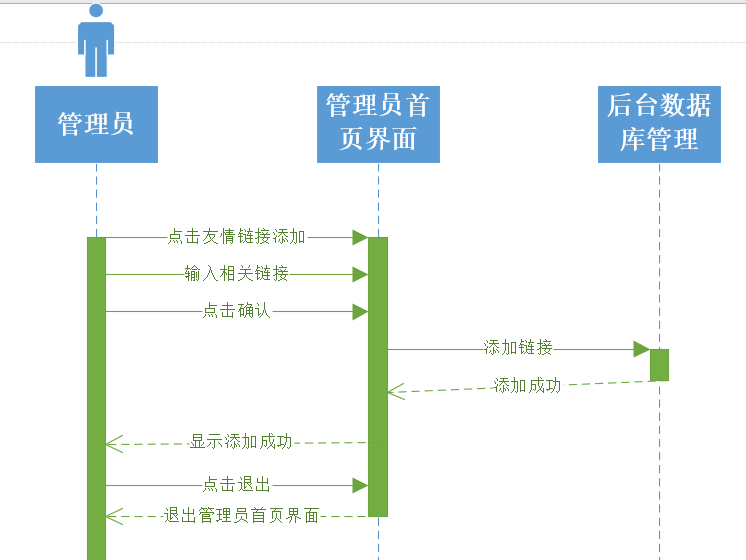 管理员
管理员首
页界面
后台数据
库管理
点击友情链接添加
输入相关链接
点击确认
添加链接
添加成功
显示添加成功
点击退出
退出管理员首页界面